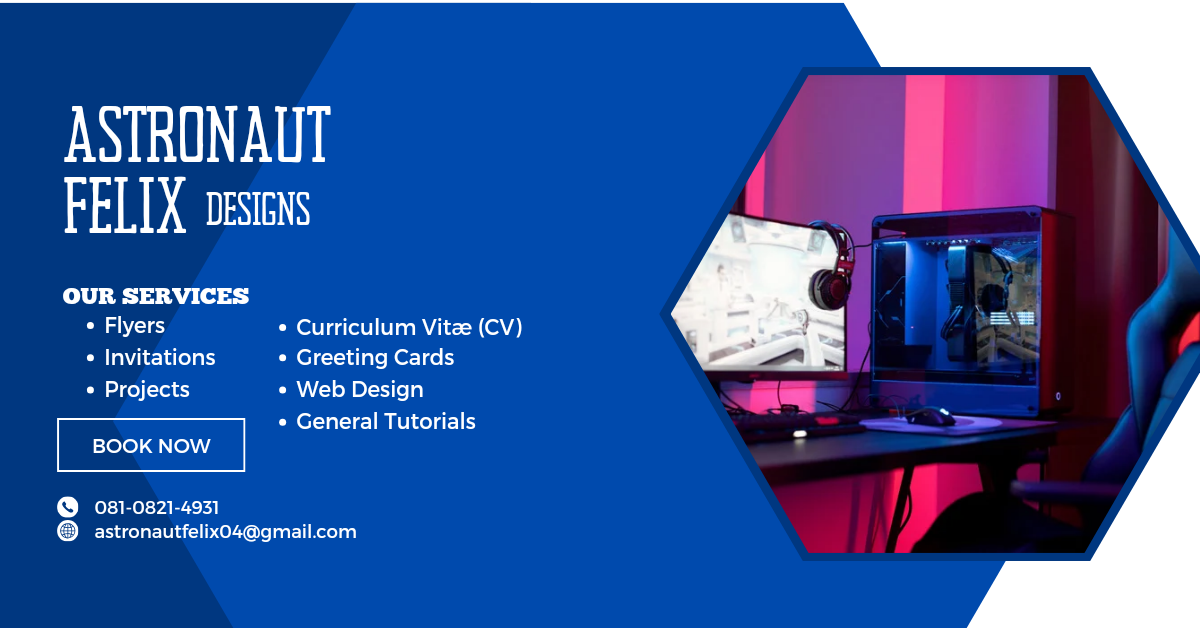 ASTRONAUT
FELIX DESIGNS
OUR SERVICES
• Flyers
• Invitations
• Projects
• Curriculum Vitæ (CV)
• Greeting Cards
• Web Design
• General Tutorials
BOOK NOW
081-0821-4931
astronautfelix04@gmail.com